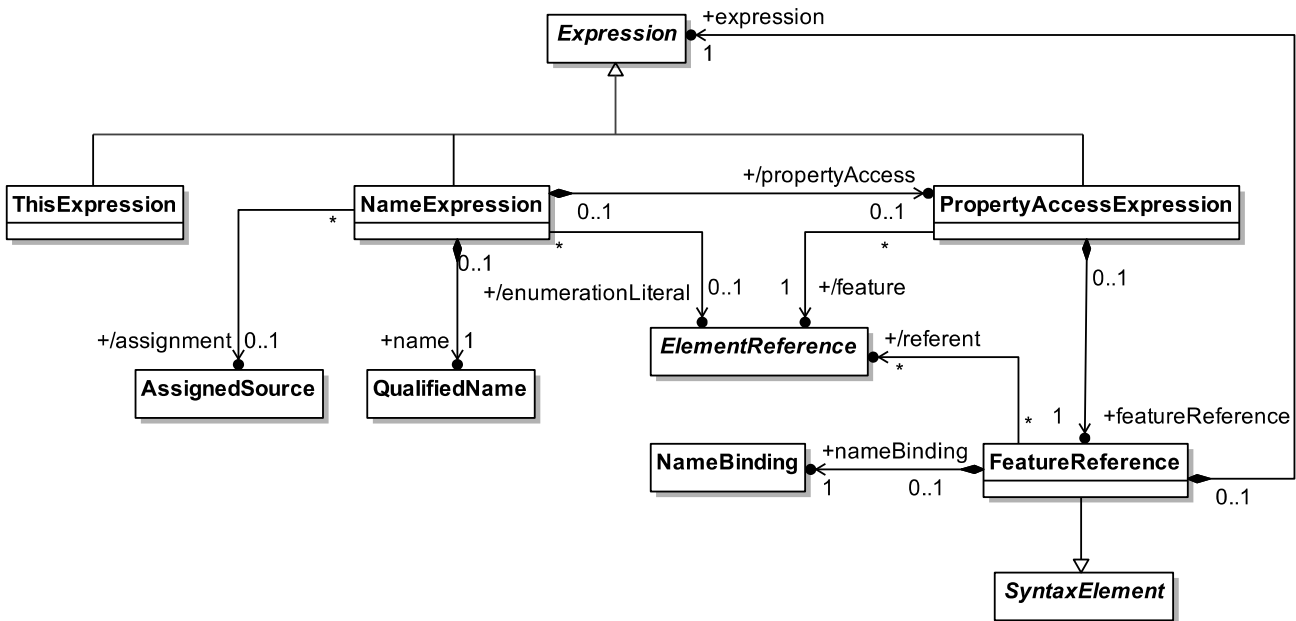 +expression
Expression
1
+/propertyAccess
ThisExpression
NameExpression
PropertyAccessExpression
0..1
0..1
*
*
*
0..1
0..1
+/enumerationLiteral
0..1
1
+/feature
+/assignment
0..1
+name
1
+/referent
ElementReference
*
AssignedSource
QualifiedName
1
+featureReference
*
+nameBinding
NameBinding
FeatureReference
1
0..1
0..1
SyntaxElement